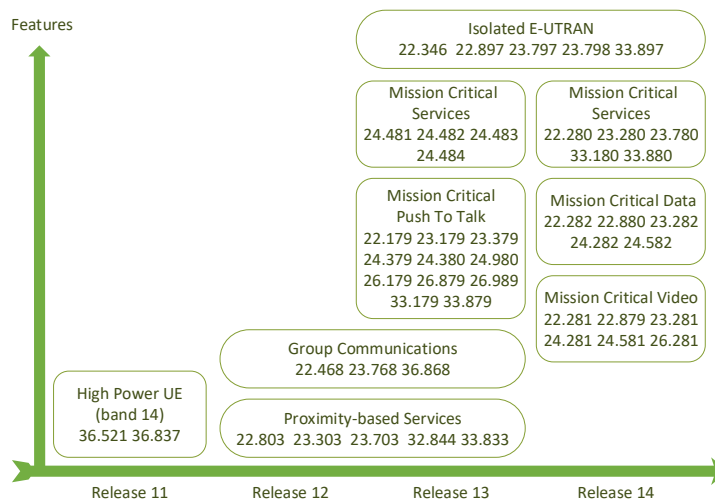 Features
Isolated E-UTRAN
22.346 22.897 23.797 23.798 33.897
Mission Critical
Services
24.481 24.482 24.483
24.484
Mission Critical
Services
22.280 23.280 23.780
33.180 33.880
Mission Critical
Push To Talk
22.179 23.179 23.379
24.379 24.380 24.980
26.179 26.879 26.989
33.179 33.879
Mission Critical Data
22.282 22.880 23.282
24.282 24.582
Mission Critical Video
22.281 22.879 23.281
24.281 24.581 26.281
Group Communications
22.468 23.768 36.868
High Power UE
(band 14)
36.521 36.837
Proximity-based Services
22.803 23.303 23.703 32.844 33.833
Release 11
Release 12
Release 13
Release 14